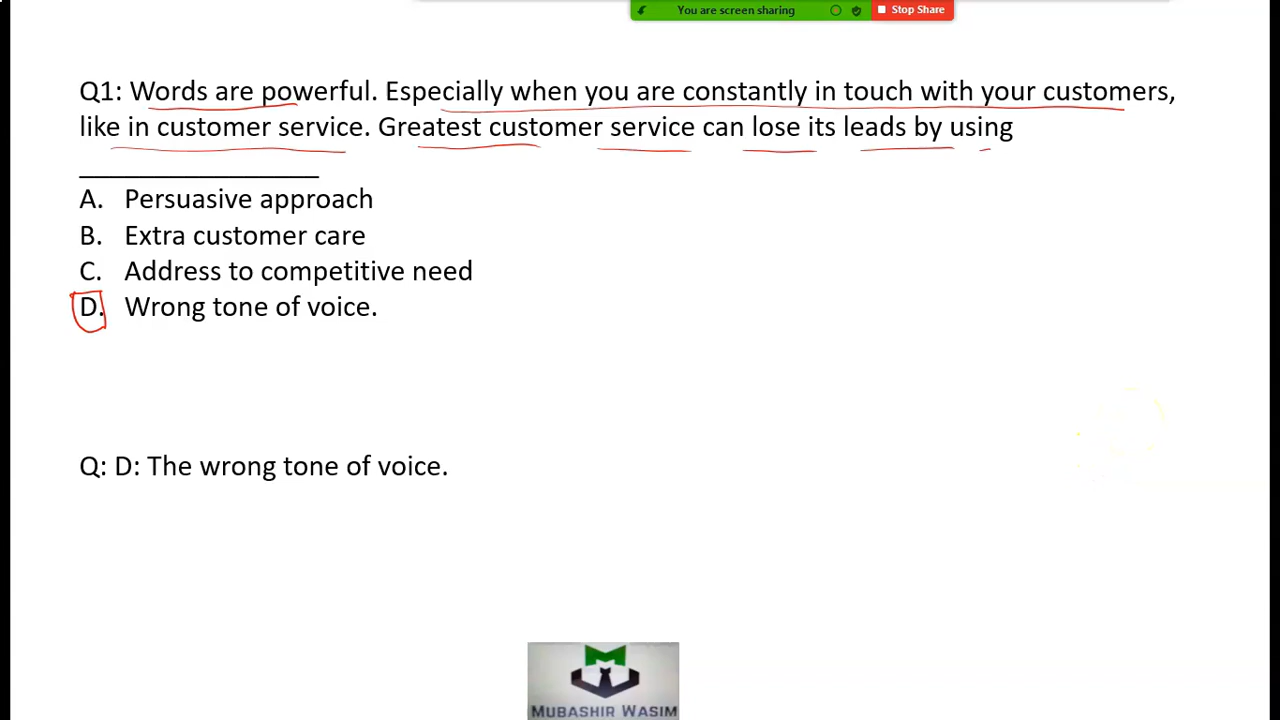 You are screen sharing Stop Share
Q1: Words are powerful. Especially when you are constantly in touch with your customers,
like in customer service. Greatest customer service can lose its leads by using
________________
A. Persuasive approach
B. Extra customer care
C. Address to competitive need
D. Wrong tone of voice.
Q: D: The wrong tone of voice.
MUBASHIR WASIM